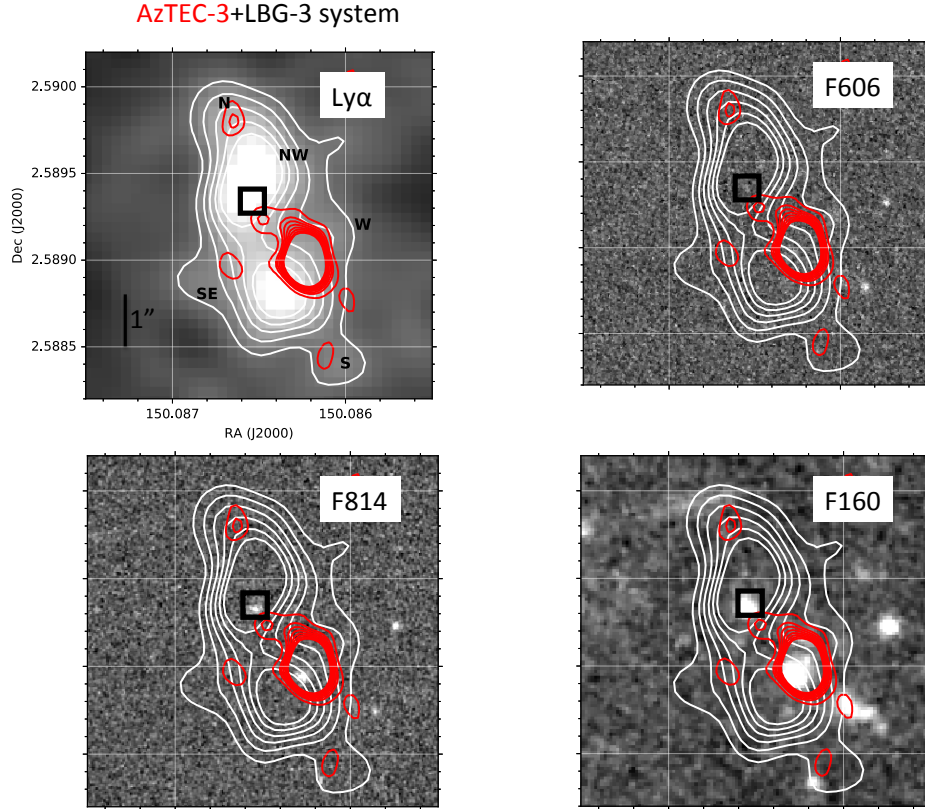 AzTEC-3+LBG-3 system
Lyα
F606
2.5900
N
NW
2.5895
W
Dec (J2000)
2.5890
SE
1”
2.5885
S
150.087
150.086
RA (J2000)
F814
F160